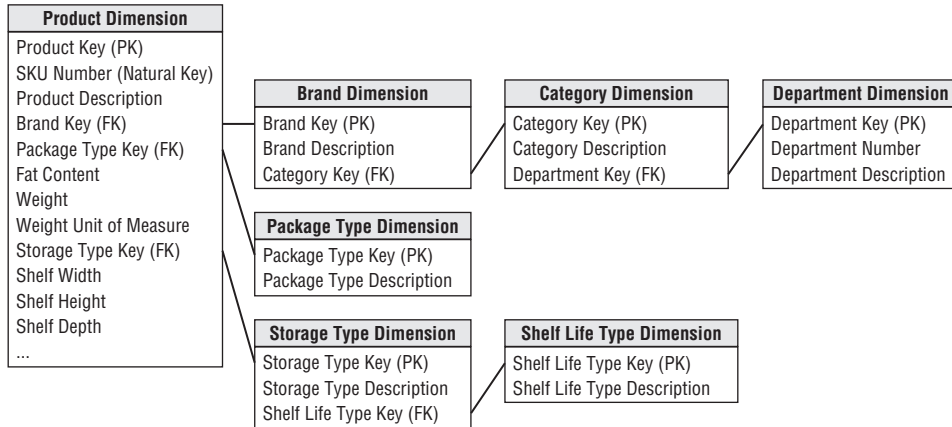 Product Dimension
Product Key (PK)
SKU Number (Natural Key)
Product Description
Brand Key (FK)
Package Type Key (FK)
Fat Content
Weight
Weight Unit of Measure
Storage Type Key (FK)
Shelf Width
Shelf Height
Shelf Depth
...
Brand Dimension
Brand Key (PK)
Brand Description
Category Key (FK)
Category Dimension
Category Key (PK)
Category Description
Department Key (FK)
Department Dimension
Department Key (PK)
Department Number
Department Description
Package Type Dimension
Package Type Key (PK)
Package Type Description
Storage Type Dimension
Storage Type Key (PK)
Storage Type Description
Shelf Life Type Key (FK)
Shelf Life Type Dimension
Shelf Life Type Key (PK)
Shelf Life Type Description